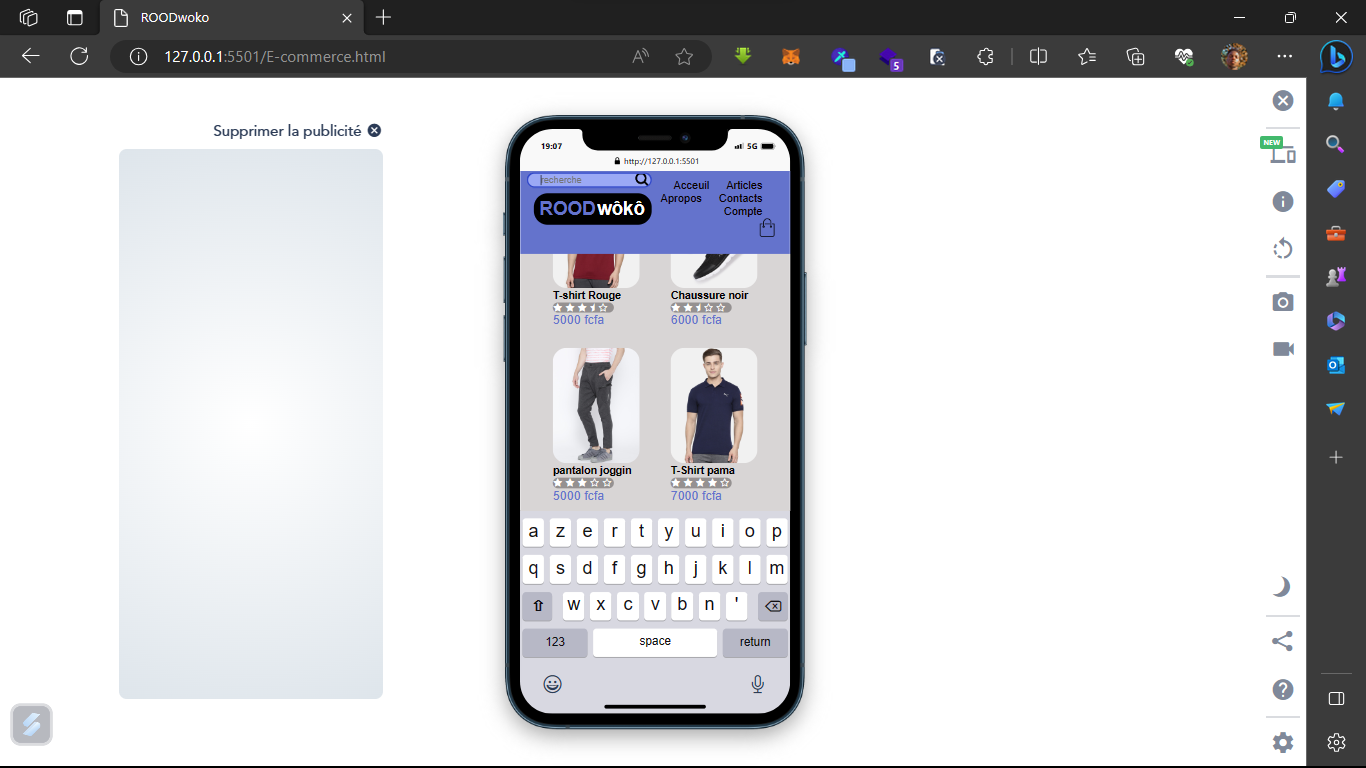 ROODwoko
127.0.0.1:5501/E-commerce.html
5
Supprimer la publicité
NEW
19:07
5G
http://127.0.0.1:5501
recherche
Acceuil Articles
Apropos Contacts
Compte
ROODwôkô
T-shirt Rouge Chaussure noir
5000 fcfa 6000 fcfa
pantalon joggin T-Shirt pama
5000 fcfa 7000 fcfa
a z e r t y u i o p
q s d f g h j k l m
w x c v b n '
123 space return